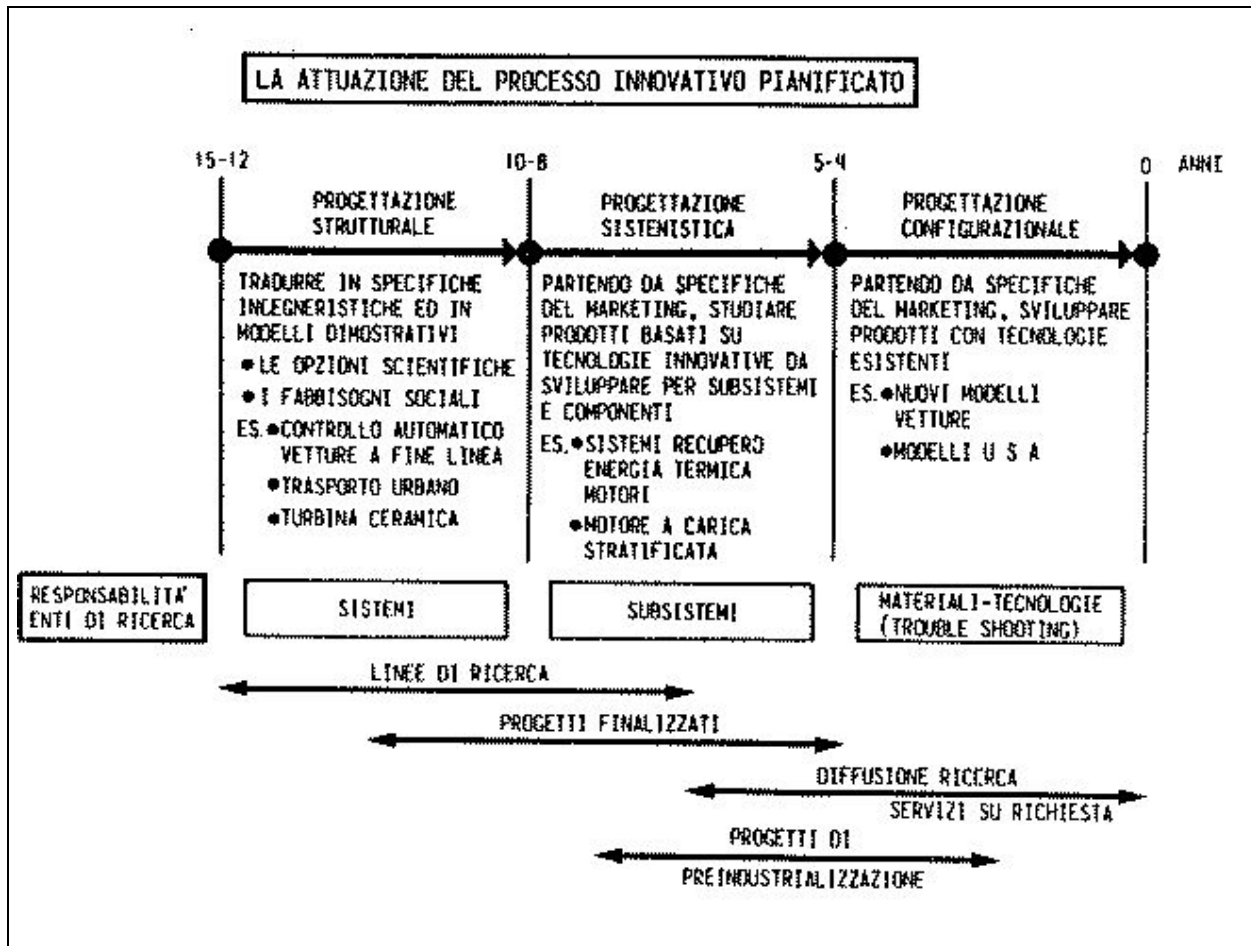 LA ATTUAZIONE DEL PROCESSO INNOVATIVO PIANIFICATO
15-12
10-8
5-4
0 ANNI
PROGETTAZIONE
STRUTTURALE
TRADURRE IN SPECIFICHE
INGEGNERISTICHE ED IN
MODELLI DIMOSTRATIVI
● LE OPZIONI SCIENTIFICHE
● I FABBISOGNI SOCIALI
ES. ● CONTROLLO AUTOMATICO
VETTURE A FINE LINEA
● TRASPORTO URBANO
● TURBINA CERAMICA
PROGETTAZIONE
SISTEMISTICA
PARTENDO DA SPECIFICHE
DEL MARKETING, STUDIARE
PRODOTTI BASATI SU
TECNOLOGIE INNOVATIVE DA
SVILUPPARE PER SUBSISTEMI
E COMPONENTI
ES. ● SISTEMI RECUPERO
ENERGIA TERMICA
MOTORI
● MOTORE A CARICA
STRATIFICATA
PROGETTAZIONE
CONFIGURAZIONALE
PARTENDO DA SPECIFICHE
DEL MARKETING, SVILUPPARE
PRODOTTI CON TECNOLOGIE
ESISTENTI
ES. ● NUOVI MODELLI
VETTURE
● MODELLI U S A
RESPONSABILITA'
ENTI DI RICERCA
SISTEMI
SUBSISTEMI
MATERIALI-TECNOLOGIE
(TROUBLE SHOOTING)
LINEE DI RICERCA
PROGETTI FINALIZZATI
DIFFUSIONE RICERCA
SERVIZI SU RICHIESTA
PROGETTI DI
PREINDUSTRIALIZZAZIONE